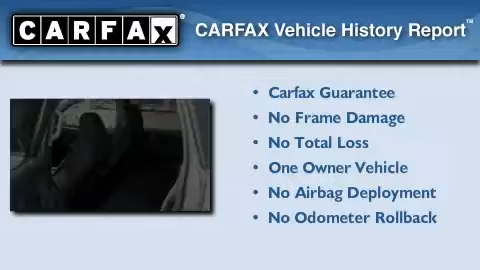 CARFAX® CARFAX Vehicle History Report™
• Carfax Guarantee
• No Frame Damage
• No Total Loss
• One Owner Vehicle
• No Airbag Deployment
• No Odometer Rollback